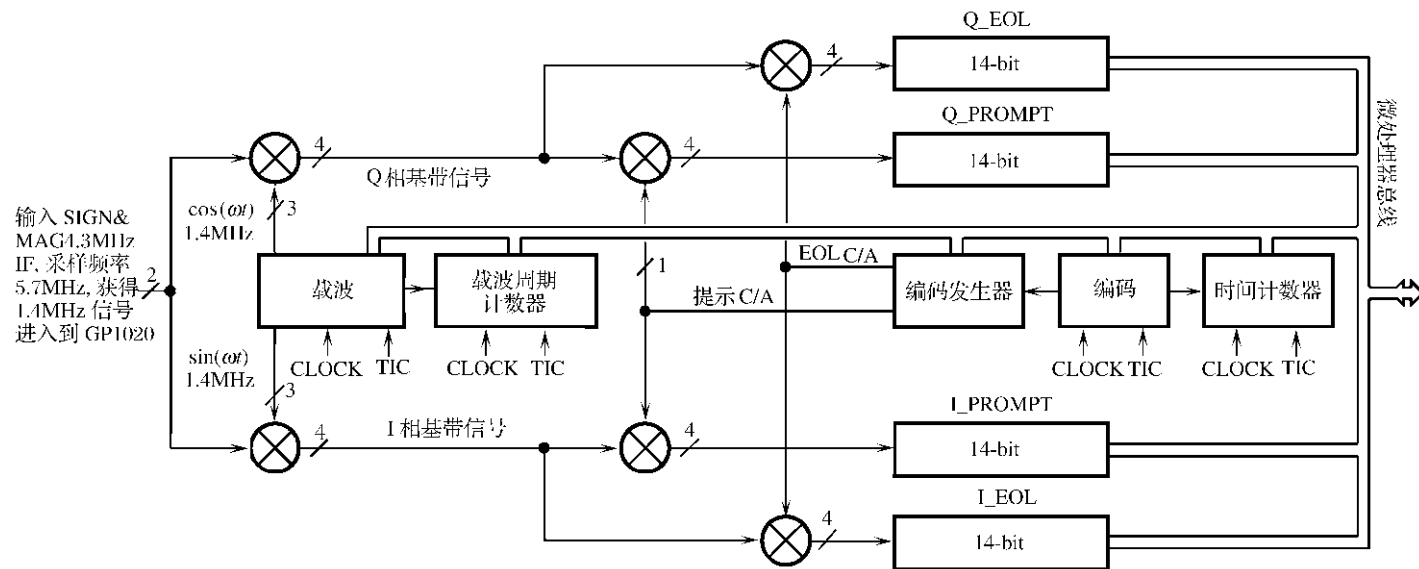 Q_EOL
4
14-bit
Q_PROMPT
4
4
14-bit
Q 相基带信号
微处理器总线
cos(ωt)
1.4MHz
3
输入 SIGN&
MAG4.3MHz
IF, 采样频率
5.7MHz, 获得
1.4MHz 信号
进入到 GP1020
2
载波
载波周期
计数器
1
EOL C/A
提示 C/A
编码发生器
编码
时间计数器
sin(ωt)
1.4MHz
3
CLOCK
TIC
CLOCK
TIC
CLOCK
TIC
CLOCK
TIC
I_PROMPT
4
I 相基带信号
4
14-bit
I_EOL
4
14-bit